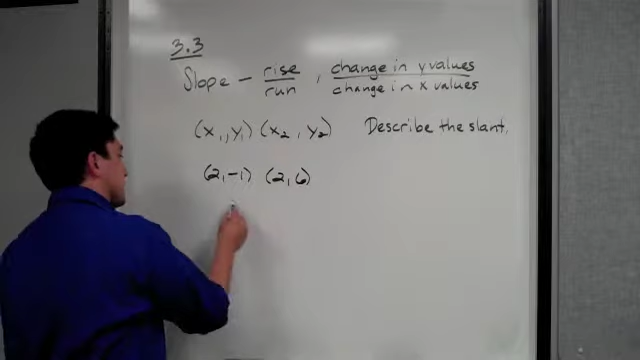 3.3
Slope - rise/run, change in y values/change in x values
(x₁, y₁) (x₂, y₂) Describe the slant.
(2, -1) (2, 6)